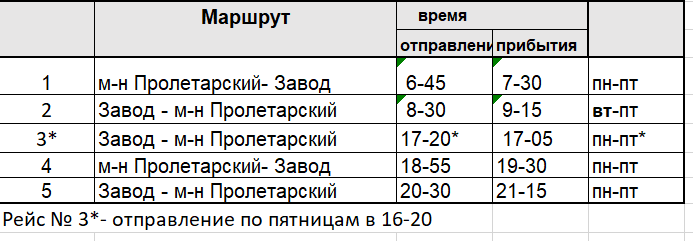 Маршрут время
отправлени прибытия
1 м-н Пролетарский- Завод 6-45 7-30 пн-пт
2 Завод - м-н Пролетарский 8-30 9-15 вт-пт
3* Завод - м-н Пролетарский 17-20* 17-05 пн-пт*
4 м-н Пролетарский- Завод 18-55 19-30 пн-пт
5 Завод - м-н Пролетарский 20-30 21-15 пн-пт
Рейс № 3*- отправление по пятницам в 16-20